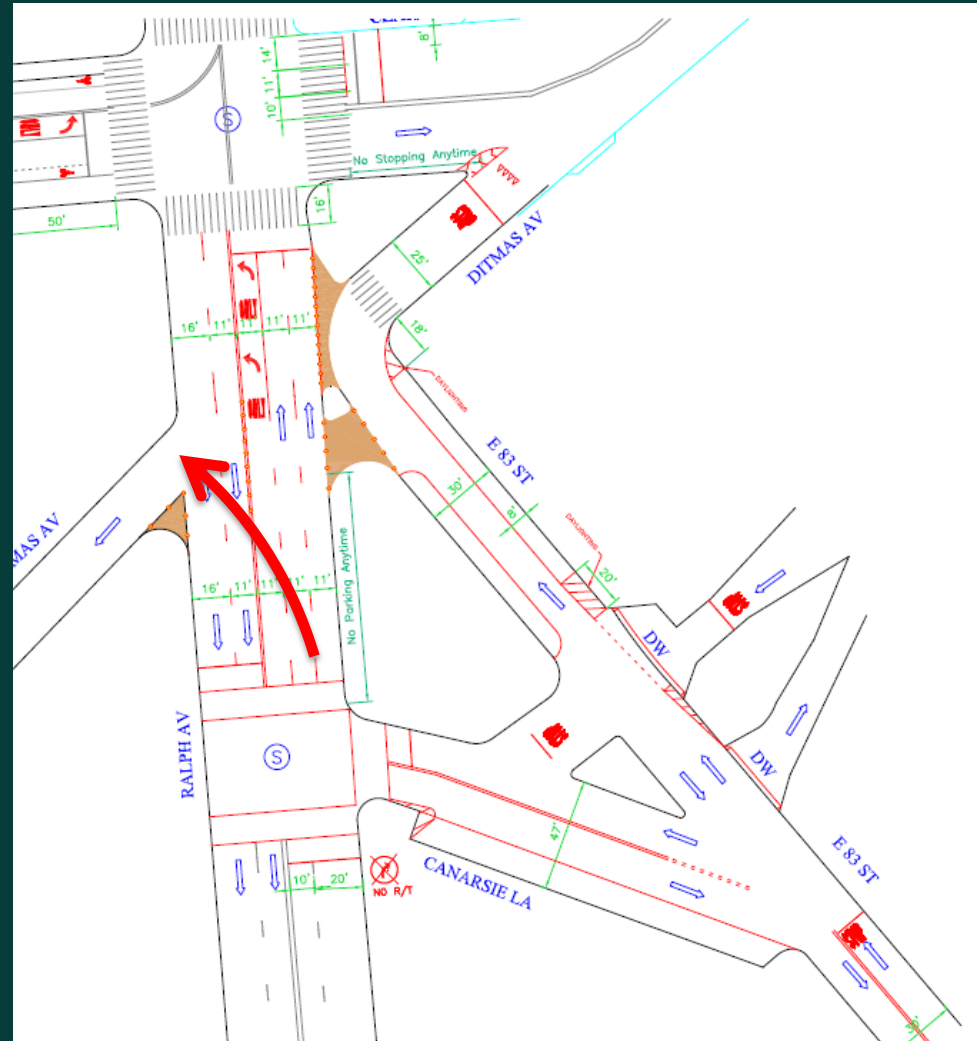 8'
14'
11'
10'
S
No Stopping Anytime
50'
16'
DITMAS AV
25'
16'
11'
11'
11'
11'
18'
DAYLIGHTING
E 83 ST
30'
8'
DAYLIGHTING
20'
MAS AV
No Parking Anytime
16'
11'
11'
11'
11'
DW
RALPH AV
S
DW
47'
E 83 ST
CANARSIE LA
10'
20'
NO R/T
30'